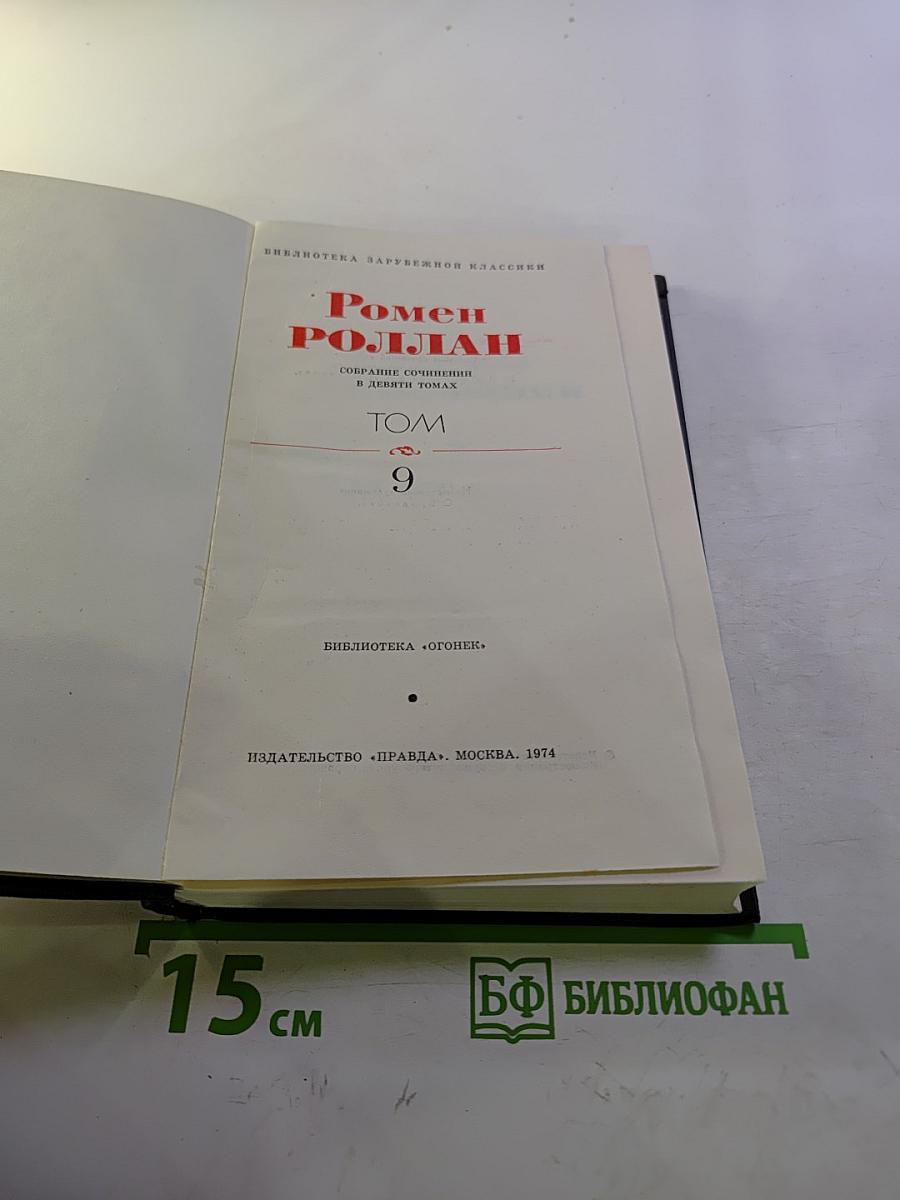 БИБЛИОТЕКА ЗАРУБЕЖНОЙ КЛАССИКИ
Ромен
РОЛЛАН
СОБРАНИЕ СОЧИНЕНИЙ
В ДЕВЯТИ ТОМАХ
ТОМ
9
БИБЛИОТЕКА «ОГОНЕК»
ИЗДАТЕЛЬСТВО «ПРАВДА». МОСКВА. 1974
15 см
БФ БИБЛИОФАН